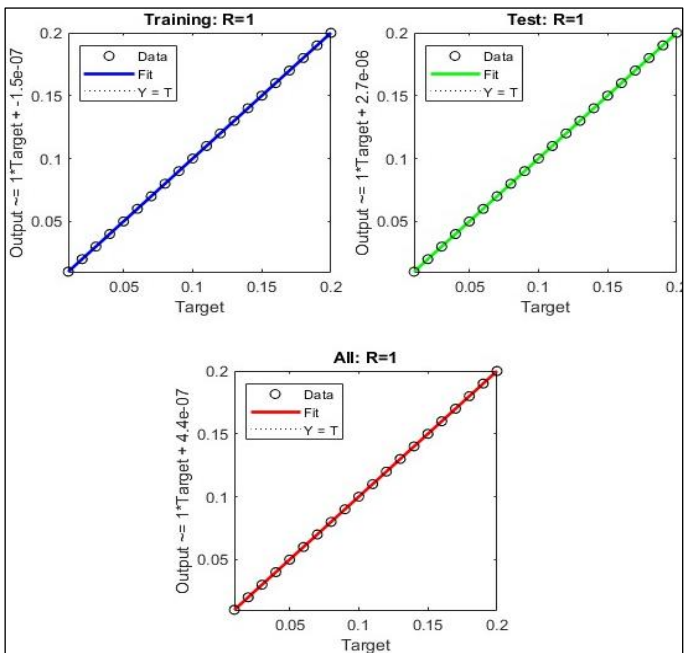 Training: R=1
Output ~= 1*Target + -1.5e-07
0.2
0.15
0.1
0.05
Data
Fit
Y = T
0.05
0.1
0.15
0.2
Target
Test: R=1
Output ~= 1*Target + 2.7e-06
0.2
0.15
0.1
0.05
Data
Fit
Y = T
0.05
0.1
0.15
0.2
Target
All: R=1
Output ~= 1*Target + 4.4e-07
0.2
0.15
0.1
0.05
Data
Fit
Y = T
0.05
0.1
0.15
0.2
Target